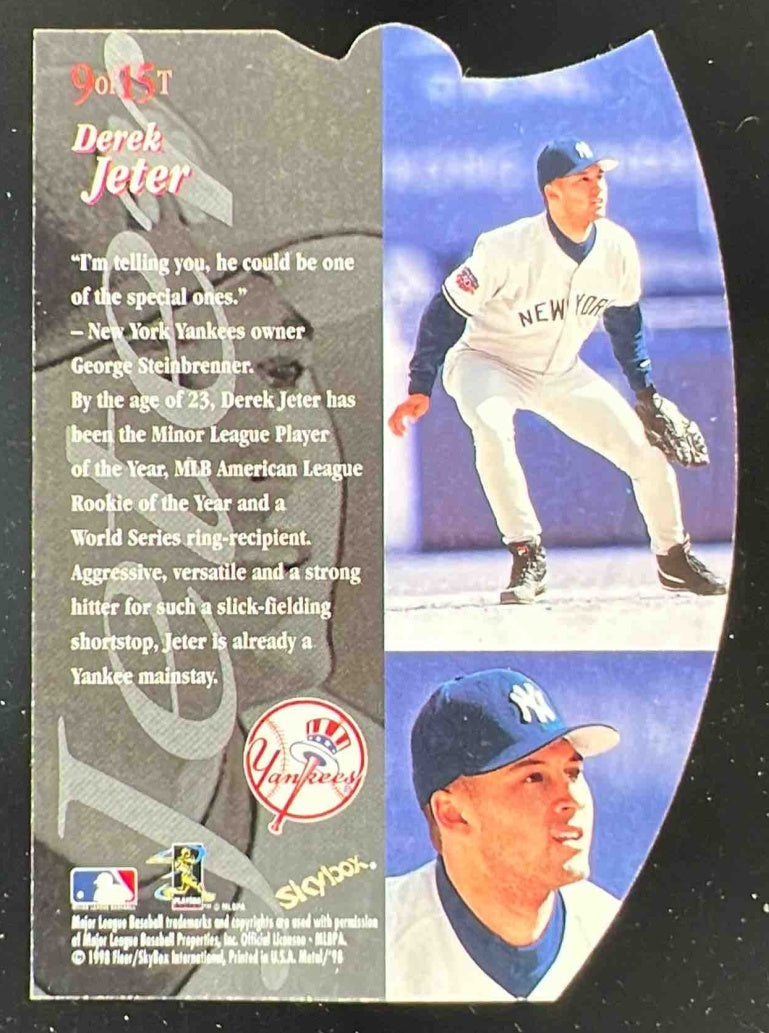 9 of 15T
Derek
Jeter
Jeter
"I'm telling you, he could be one
of the special ones."
– New York Yankees owner
George Steinbrenner.
By the age of 23, Derek Jeter has
been the Minor League Player
of the Year, MLB American League
Rookie of the Year and a
World Series ring-recipient.
Aggressive, versatile and a strong
hitter for such a slick-fielding
shortstop, Jeter is already a
Yankee mainstay.
NEW YORK
NY
Yankees
skybox.
PLAYERS
™ © MLBPA
Major League Baseball trademarks and copyrights are used with permission
of Major League Baseball Properties, Inc. Official Licensee - MLBPA.
© 1998 Fleer/SkyBox International, Printed in U.S.A. Metal/'98